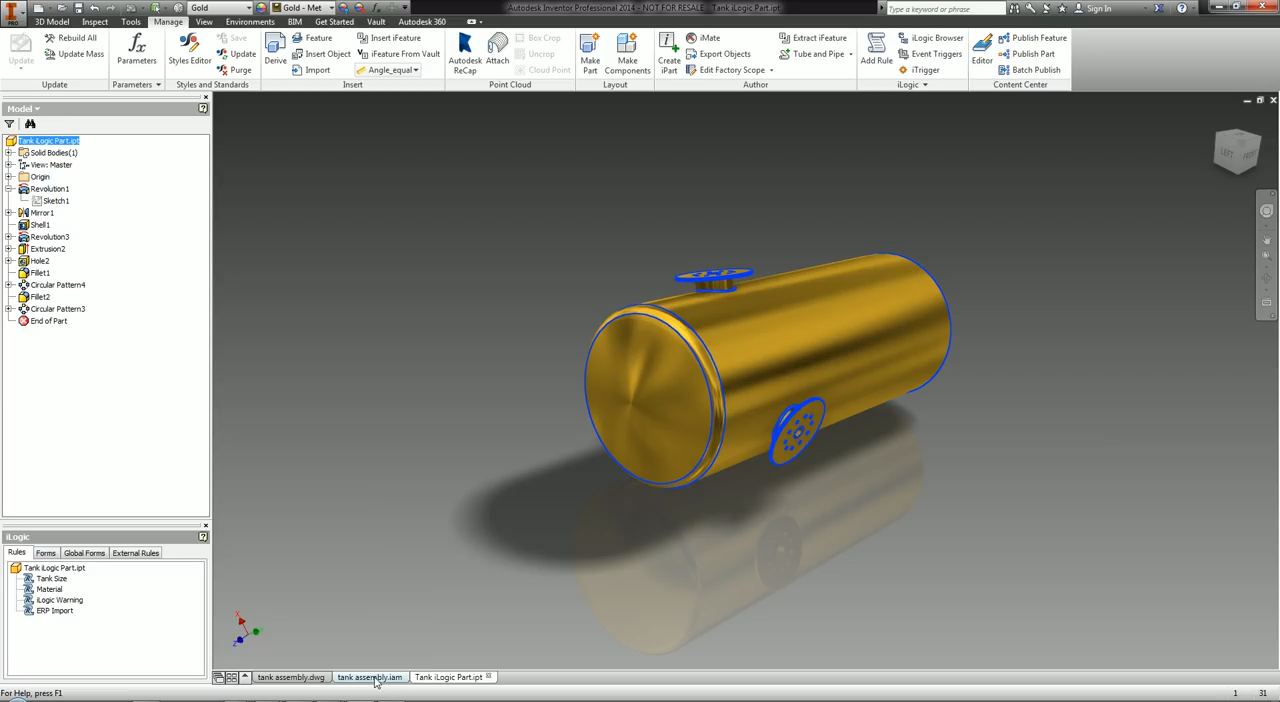 Gold
Gold - Met
Autodesk Inventor Professional 2014 - NOT FOR RESALE - Tank iLogic Part.ipt
Type a keyword or phrase
Sign In
PRO
3D Model Inspect Tools Manage View Environments BIM Get Started Vault Autodesk 360
Update
Rebuild All
Update Mass
Update
Parameters
Parameters
Styles Editor
Save
Update
Purge
Styles and Standards
Derive
Feature
Insert Object
Import
Insert iFeature
iFeature From Vault
Angle_equal
Insert
Autodesk ReCap
Attach
Box Crop
Uncrop
Cloud Point
Point Cloud
Make Part
Make Components
Layout
Create iPart
iMate
Export Objects
Edit Factory Scope
Extract iFeature
Tube and Pipe
Author
Add Rule
iLogic Browser
Event Triggers
iTrigger
iLogic
Editor
Publish Feature
Publish Part
Batch Publish
Content Center
Model
Tank iLogic Part.ipt
Solid Bodies(1)
View: Master
Origin
Revolution1
Sketch1
Mirror1
Shell1
Revolution3
Extrusion2
Hole2
Fillet1
Circular Pattern4
Fillet2
Circular Pattern3
End of Part
LEFT FRONT
iLogic
Rules Forms Global Forms External Rules
Tank iLogic Part.ipt
Tank Size
Material
iLogic Warning
ERP Import
X
Z
tank assembly.dwg tank assembly.iam Tank iLogic Part.ipt
For Help, press F1
1 31